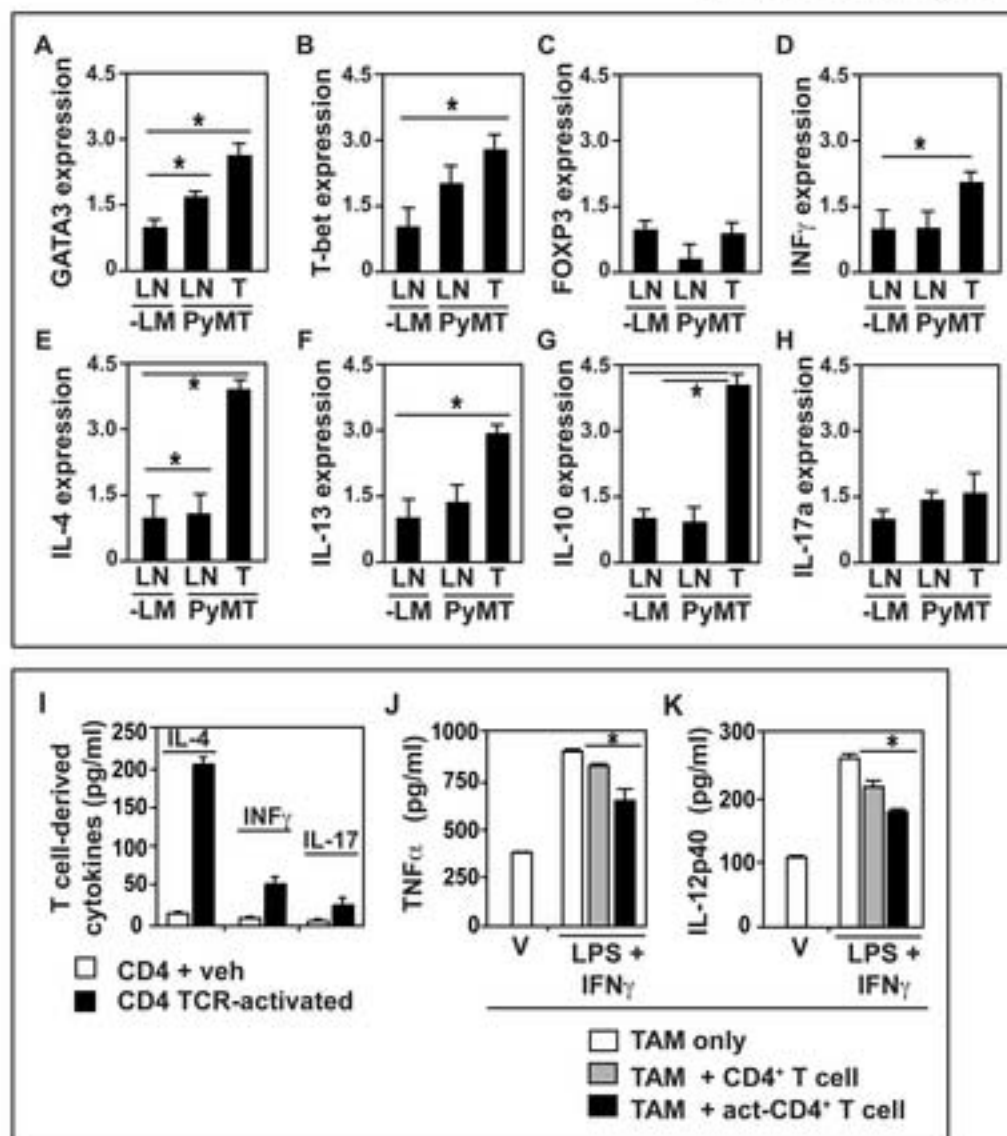 A
B
C
D
GATA3 expression
4.5
3.0
1.5
0
*
*
LN LN T
-LM PyMT
T-bet expression
4.5
3.0
1.5
0
*
LN LN T
-LM PyMT
FOXP3 expression
4.5
3.0
1.5
0
LN LN T
-LM PyMT
INFγ expression
4.5
3.0
1.5
0
*
LN LN T
-LM PyMT
E
F
G
H
IL-4 expression
4.5
3.0
1.5
0
*
*
LN LN T
-LM PyMT
IL-13 expression
4.5
3.0
1.5
0
*
LN LN T
-LM PyMT
IL-10 expression
4.5
3.0
1.5
0
*
LN LN T
-LM PyMT
IL-17a expression
4.5
3.0
1.5
0
LN LN T
-LM PyMT
I
T cell-derived
cytokines (pg/ml)
250
200
150
100
50
0
IL-4
INFγ
IL-17
CD4 + veh
CD4 TCR-activated
J
TNFα (pg/ml)
1000
750
500
250
0
*
V
LPS +
IFNγ
K
IL-12p40 (pg/ml)
300
200
100
0
*
V
LPS +
IFNγ
TAM only
TAM + CD4⁺ T cell
TAM + act-CD4⁺ T cell